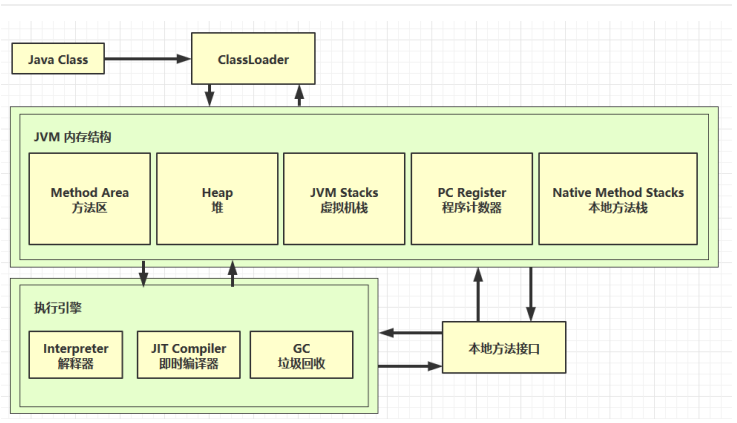 Java Class
ClassLoader
JVM 内存结构
Method Area
方法区
Heap
堆
JVM Stacks
虚拟机栈
PC Register
程序计数器
Native Method Stacks
本地方法栈
执行引擎
Interpreter
解释器
JIT Compiler
即时编译器
GC
垃圾回收
本地方法接口